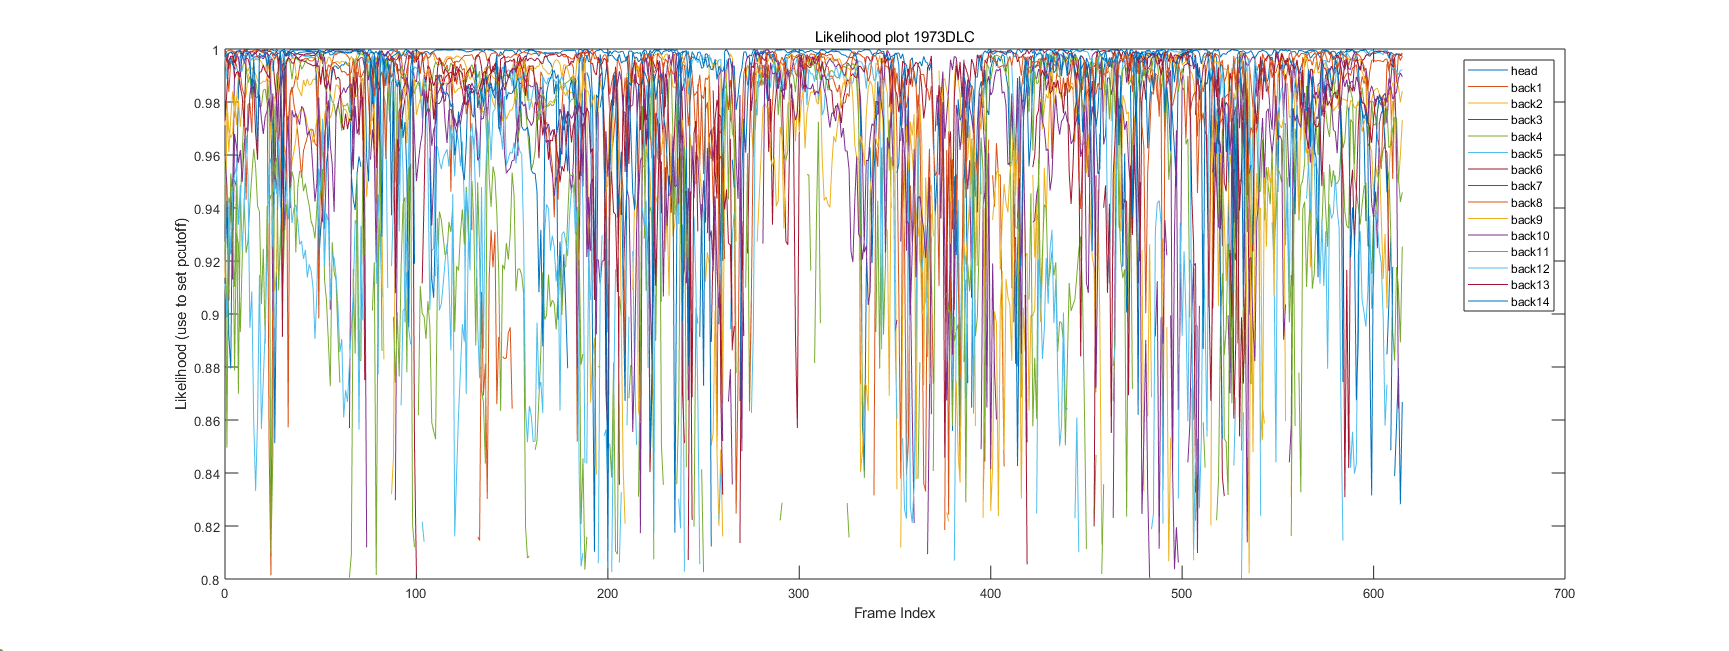 Likelihood plot 1973DLC
1
0.98
0.96
0.94
0.92
0.9
0.88
0.86
0.84
0.82
0.8
Likelihood (use to set pcutoff)
0 100 200 300 400 500 600 700
Frame Index
head
back1
back2
back3
back4
back5
back6
back7
back8
back9
back10
back11
back12
back13
back14